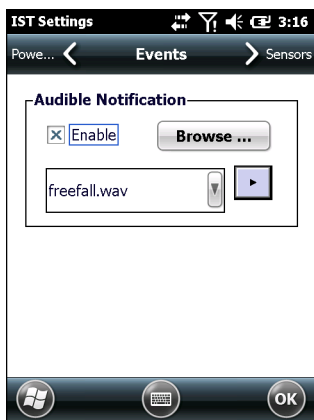 IST Settings 3:16
Powe... Events Sensors
Audible Notification
Enable Browse ...
freefall.wav
OK